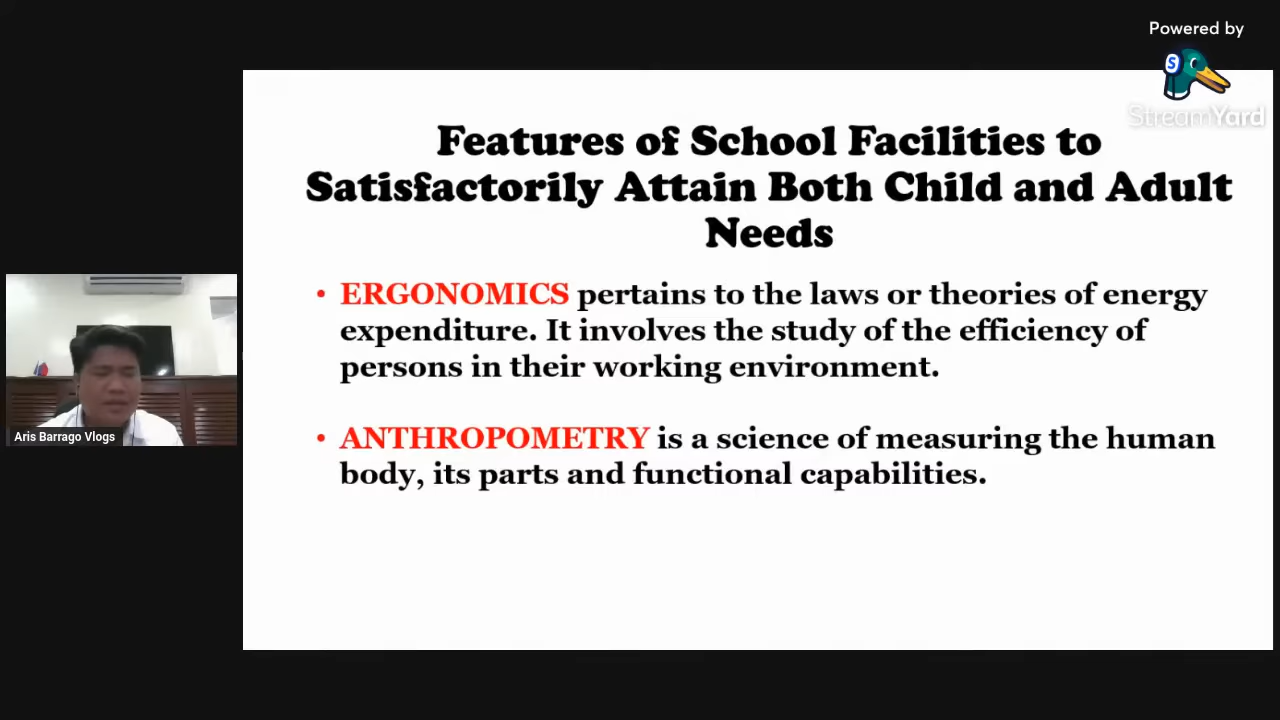 Powered by
StreamYard
Features of School Facilities to
Satisfactorily Attain Both Child and Adult
Needs
• ERGONOMICS pertains to the laws or theories of energy
expenditure. It involves the study of the efficiency of
persons in their working environment.
• ANTHROPOMETRY is a science of measuring the human
body, its parts and functional capabilities.
Aris Barrago Vlogs